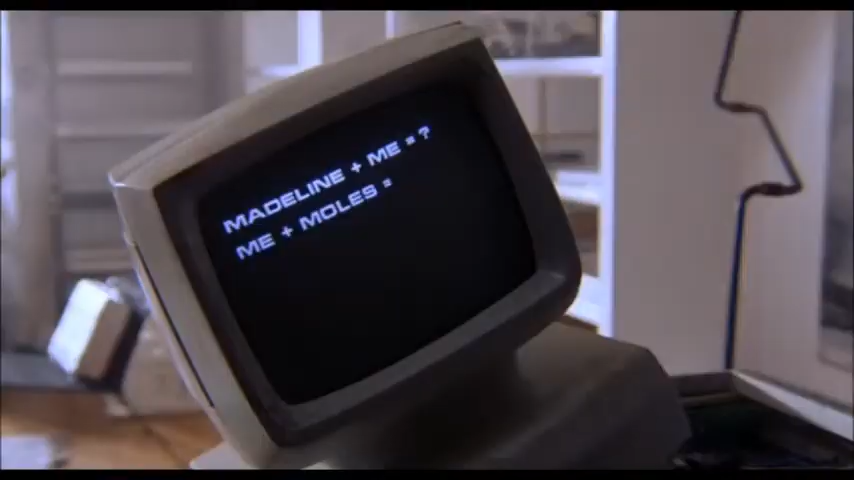 MADELINE + ME = ?
ME + MOLES =